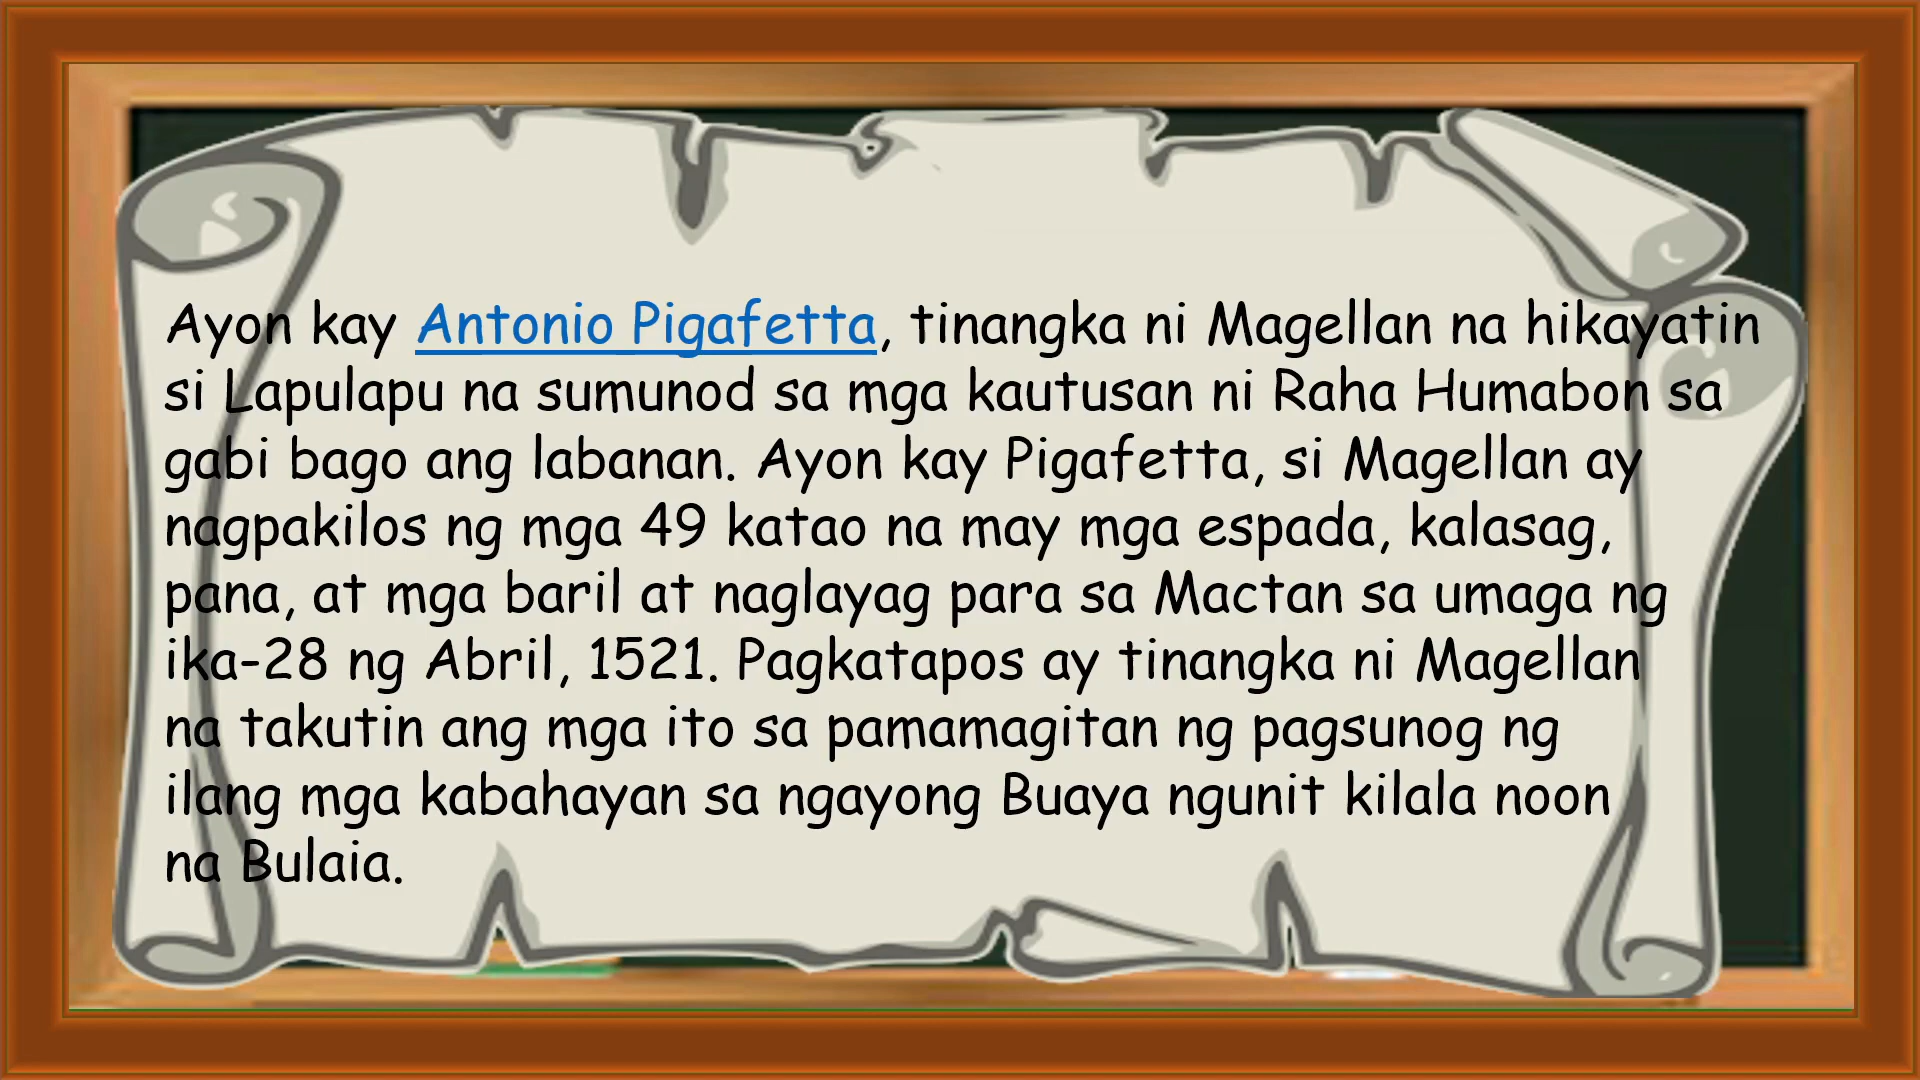 Ayon kay Antonio Pigafetta, tinangka ni Magellan na hikayatin
si Lapulapu na sumunod sa mga kautusan ni Raha Humabon sa
gabi bago ang labanan. Ayon kay Pigafetta, si Magellan ay
nagpakilos ng mga 49 katao na may mga espada, kalasag,
pana, at mga baril at naglayag para sa Mactan sa umaga ng
ika-28 ng Abril, 1521. Pagkatapos ay tinangka ni Magellan
na takutin ang mga ito sa pamamagitan ng pagsunog ng
ilang mga kabahayan sa ngayong Buaya ngunit kilala noon
na Bulaia.